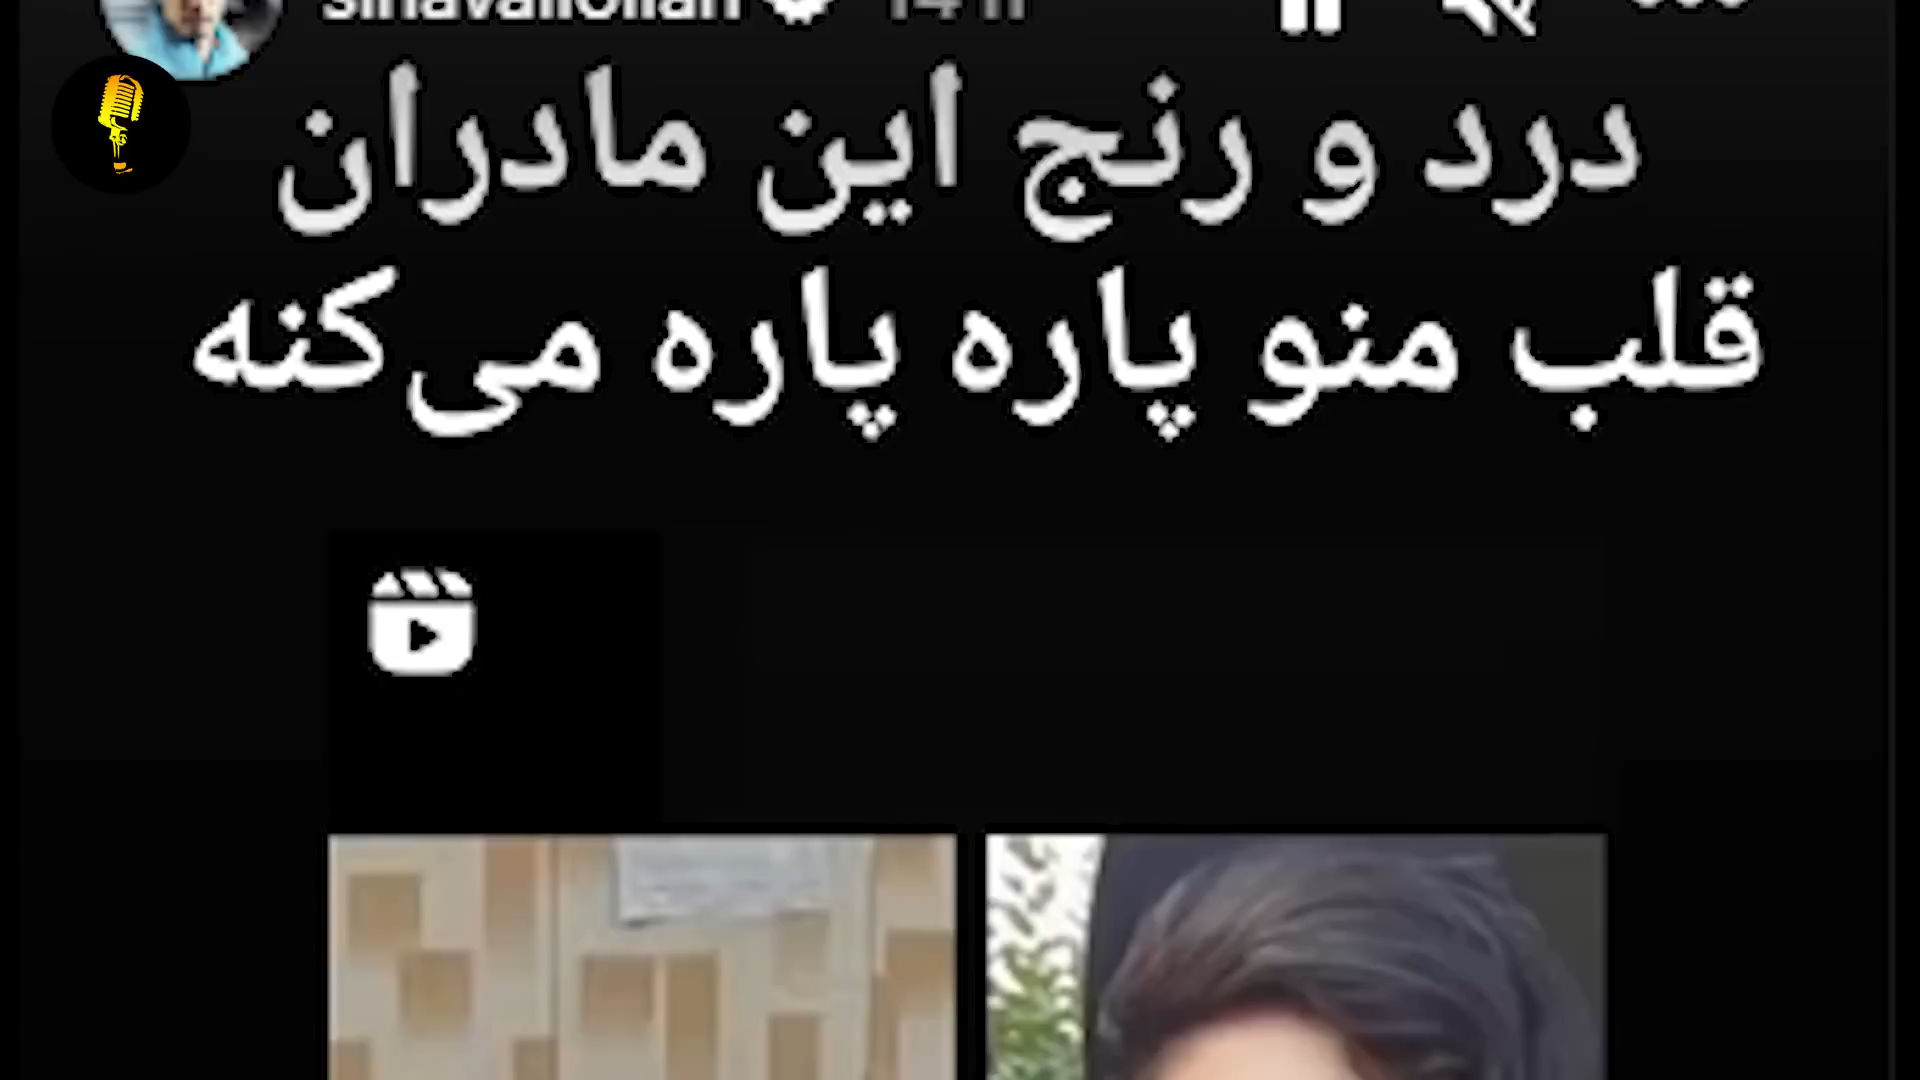 درد و رنج این مادران
قلب منو پاره پاره می‌کنه